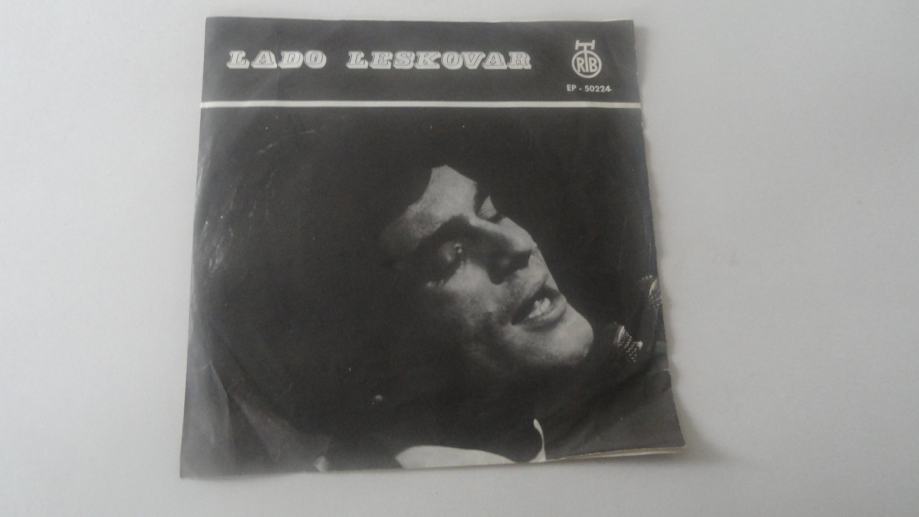 LADO LESKOVAR
RTB
EP - 50224